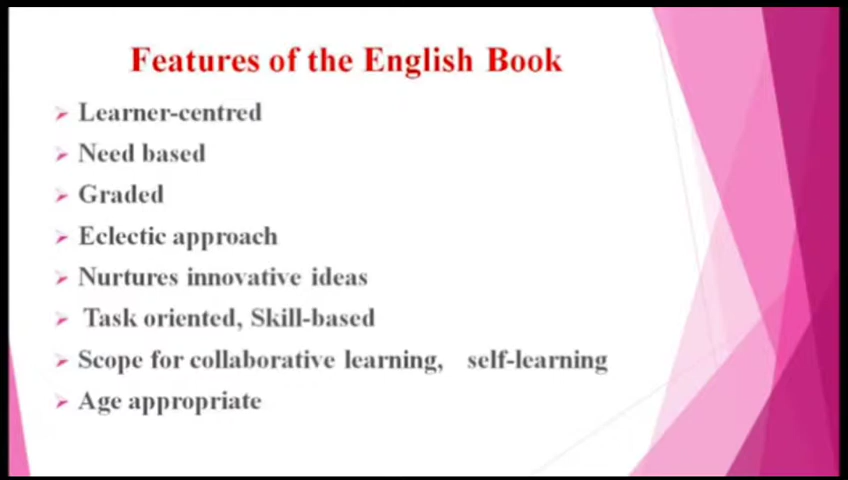 Features of the English Book
Learner-centred
Need based
Graded
Eclectic approach
Nurtures innovative ideas
Task oriented, Skill-based
Scope for collaborative learning, self-learning
Age appropriate